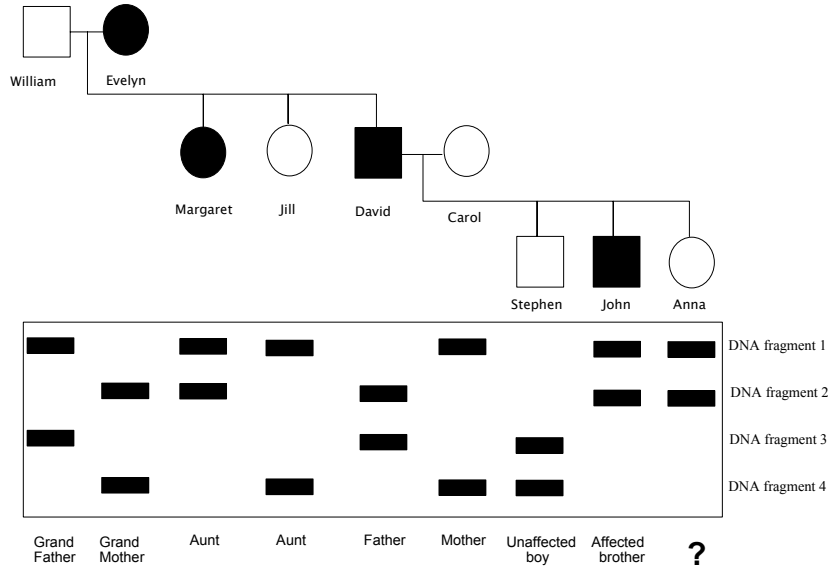 William
Evelyn
Margaret
Jill
David
Carol
Stephen
John
Anna
DNA fragment 1
DNA fragment 2
DNA fragment 3
DNA fragment 4
Grand
Father
Grand
Mother
Aunt
Aunt
Father
Mother
Unaffected
boy
Affected
brother
?